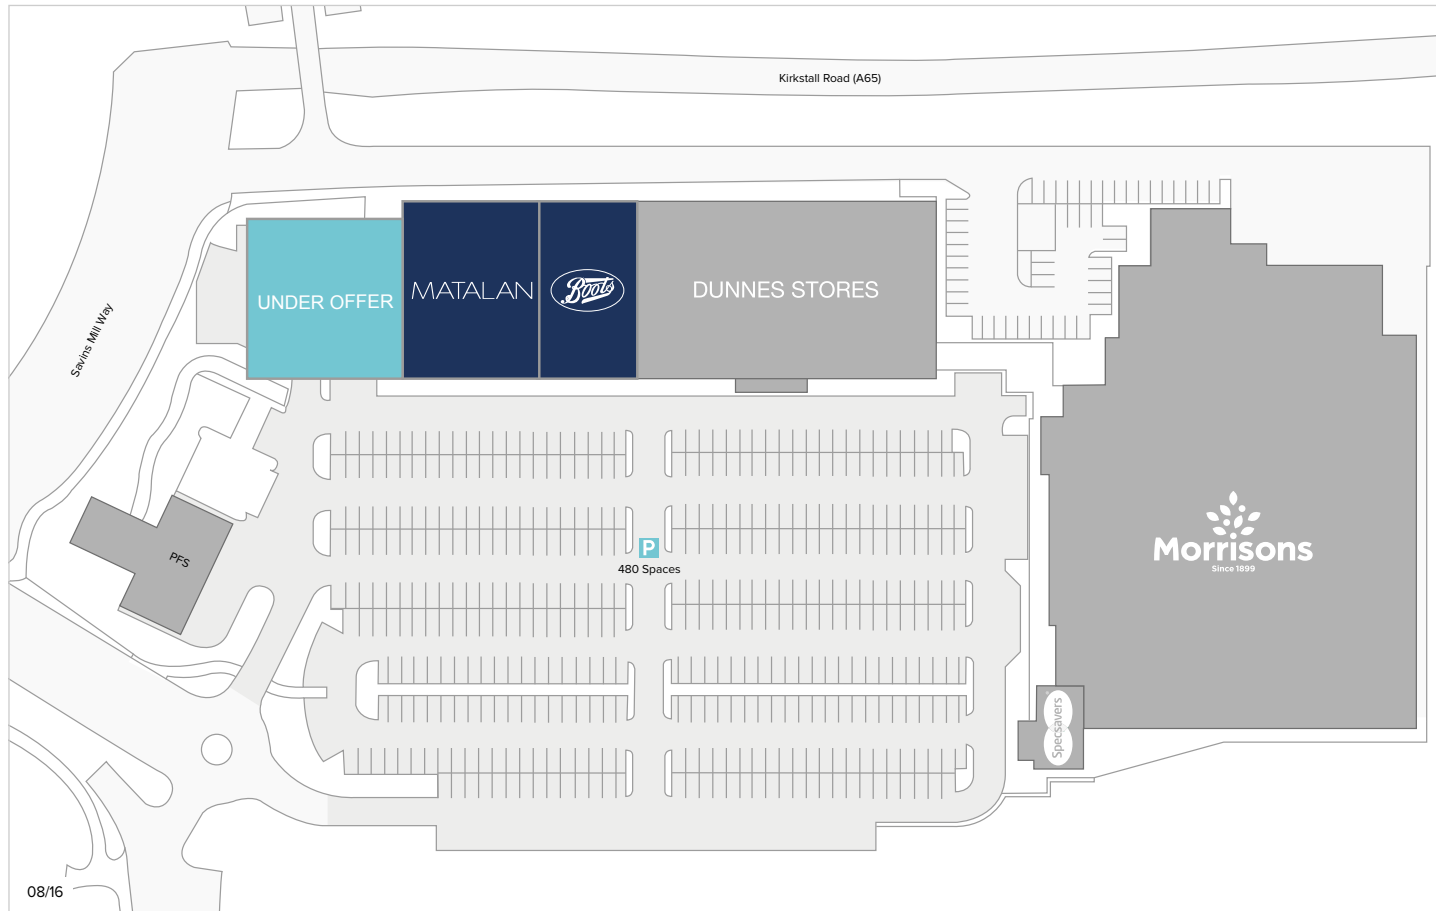 Kirkstall Road (A65)
Savins Mill Way
UNDER OFFER
MATALAN
Boots
DUNNES STORES
PFS
P
480 Spaces
Morrisons
Since 1899
Specsavers
08/16